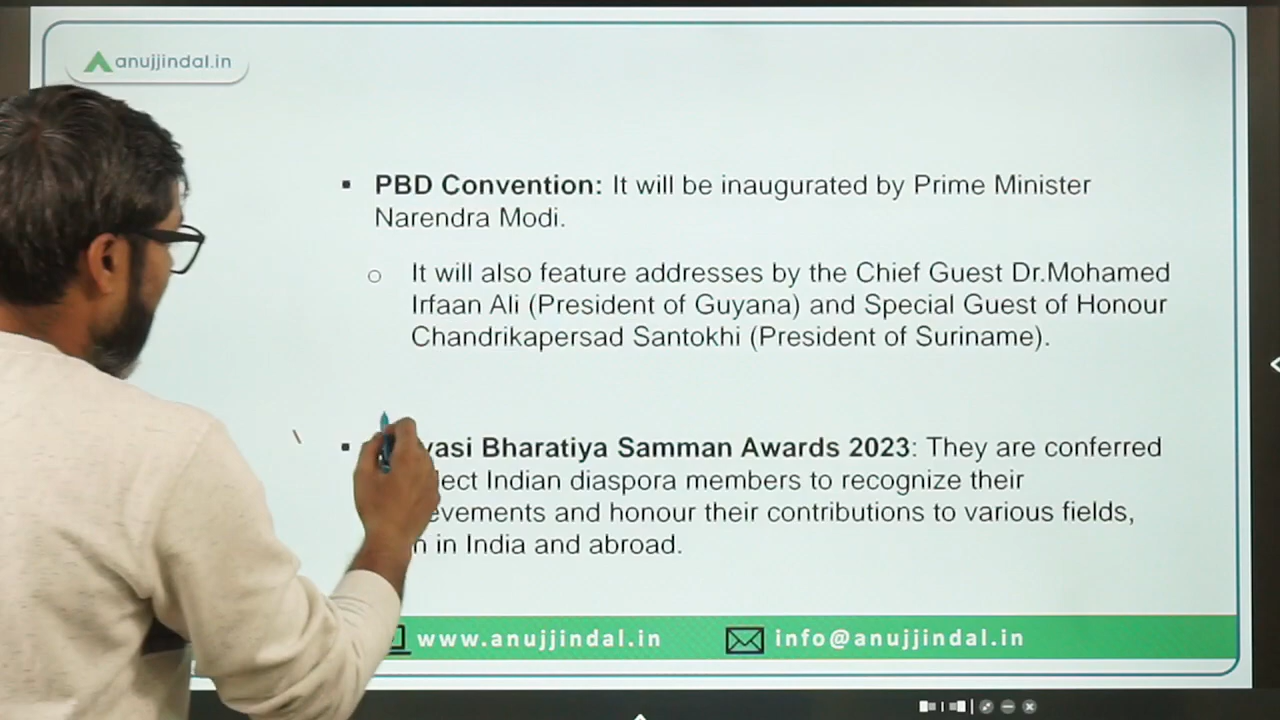 anujjindal.in
PBD Convention: It will be inaugurated by Prime Minister
Narendra Modi.
It will also feature addresses by the Chief Guest Dr.Mohamed
Irfaan Ali (President of Guyana) and Special Guest of Honour
Chandrikapersad Santokhi (President of Suriname).
Bharatiya Samman Awards 2023: They are conferred
Indian diaspora members to recognize their
and honour their contributions to various fields,
in India and abroad.
www.anujjindal.in info@anujjindal.in